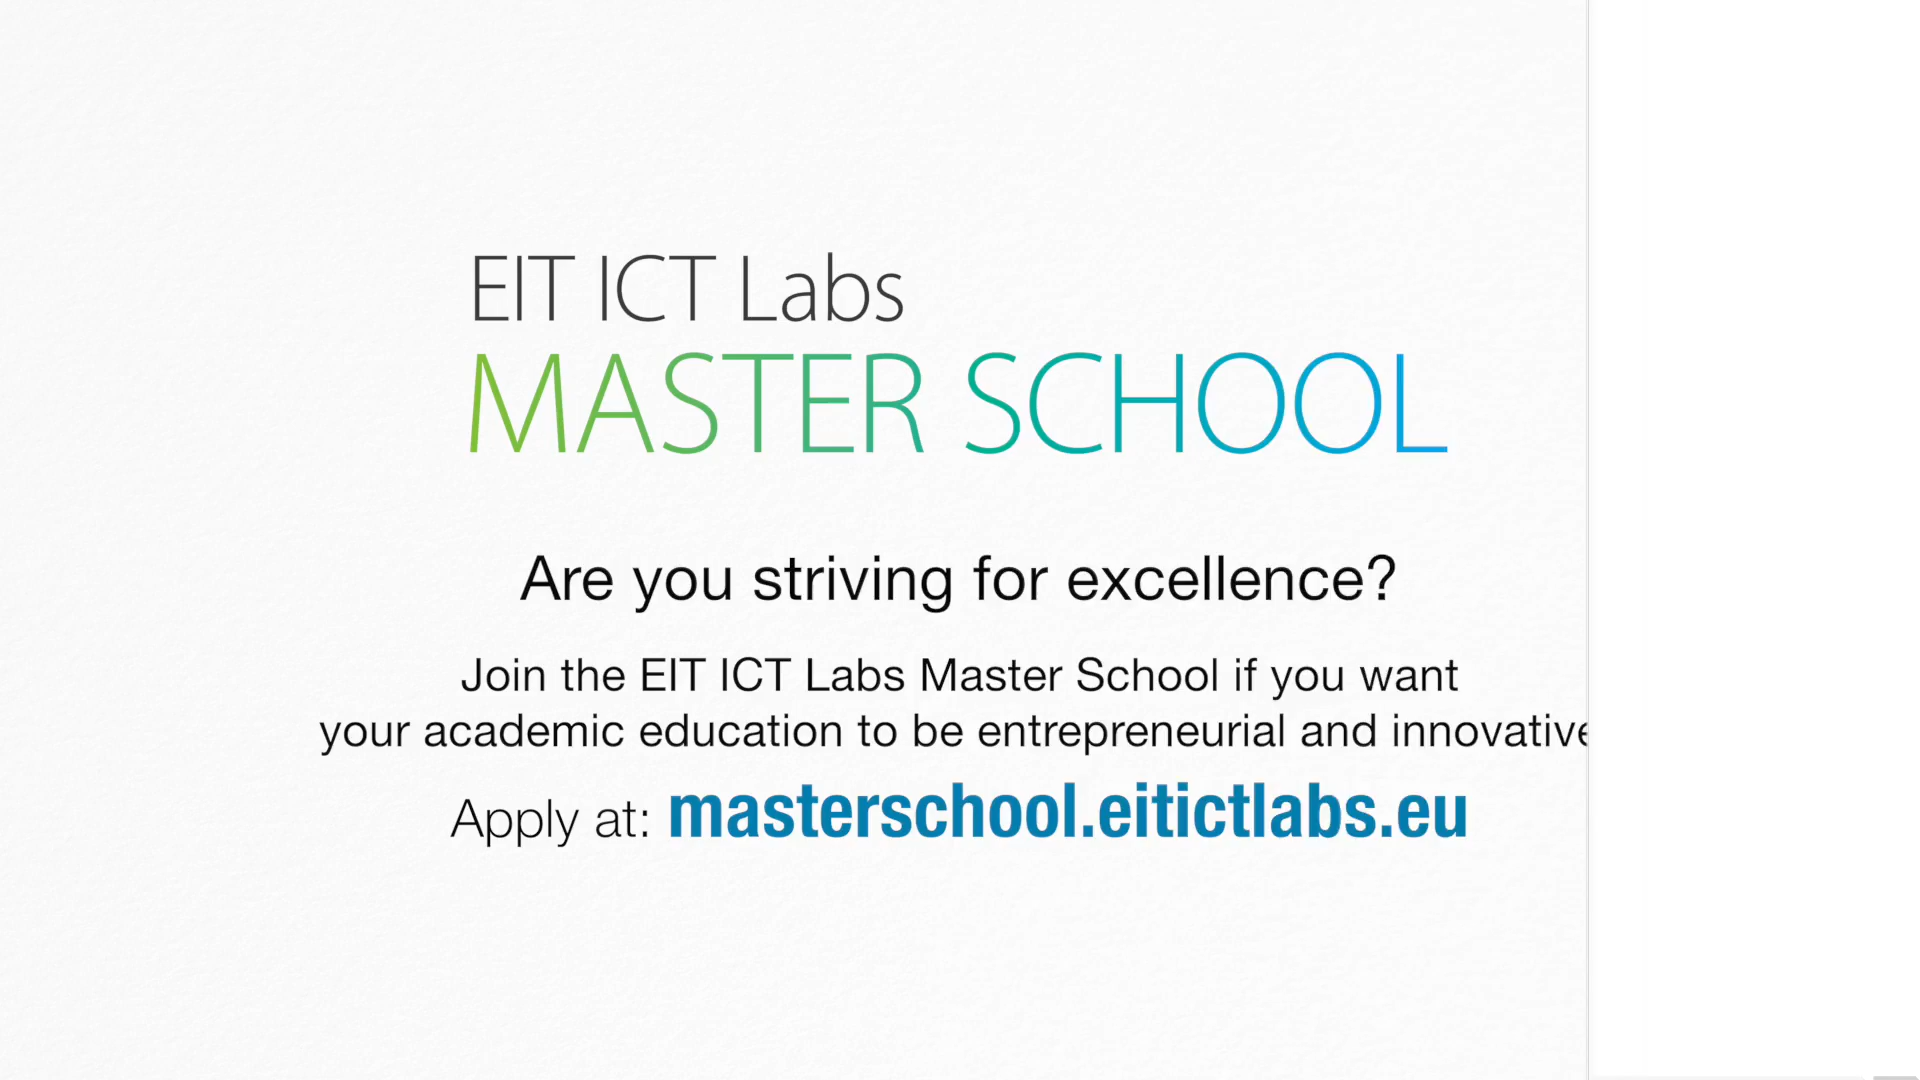 EIT ICT Labs
MASTER SCHOOL
Are you striving for excellence?
Join the EIT ICT Labs Master School if you want
your academic education to be entrepreneurial and innovative
Apply at: masterschool.eitictlabs.eu